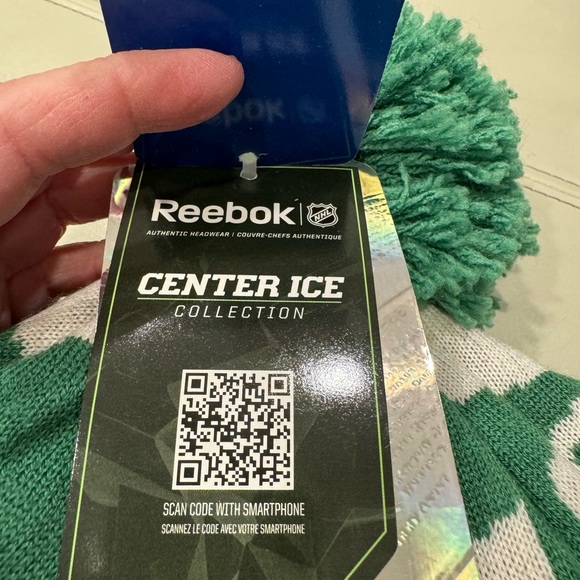 Reebok | NHL
AUTHENTIC HEADWEAR | COUVRE-CHEFS AUTHENTIQUE
CENTER ICE
COLLECTION
SCAN CODE WITH SMARTPHONE
SCANNEZ LE CODE AVEC VOTRE SMARTPHONE